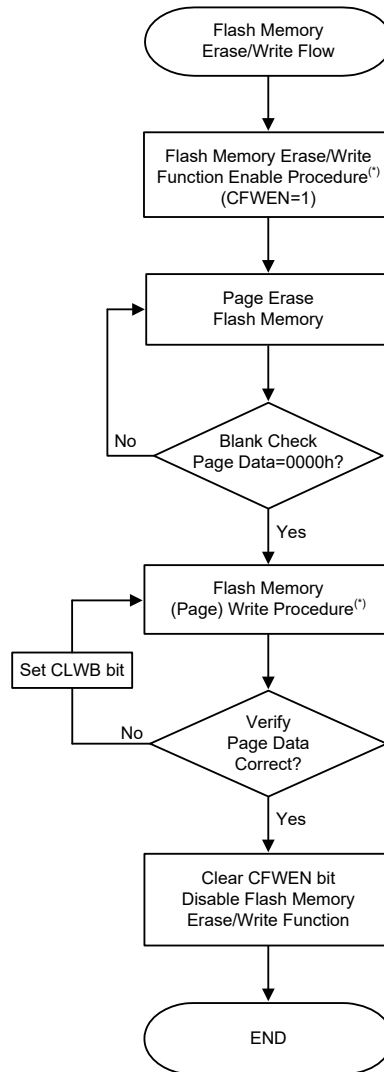 Flash Memory
Erase/Write Flow
Flash Memory Erase/Write
Function Enable Procedure(*)
(CFWEN=1)
Page Erase
Flash Memory
No
Blank Check
Page Data=0000h?
Yes
Flash Memory
(Page) Write Procedure(*)
Set CLWB bit
No
Verify
Page Data
Correct?
Yes
Clear CFWEN bit
Disable Flash Memory
Erase/Write Function
END